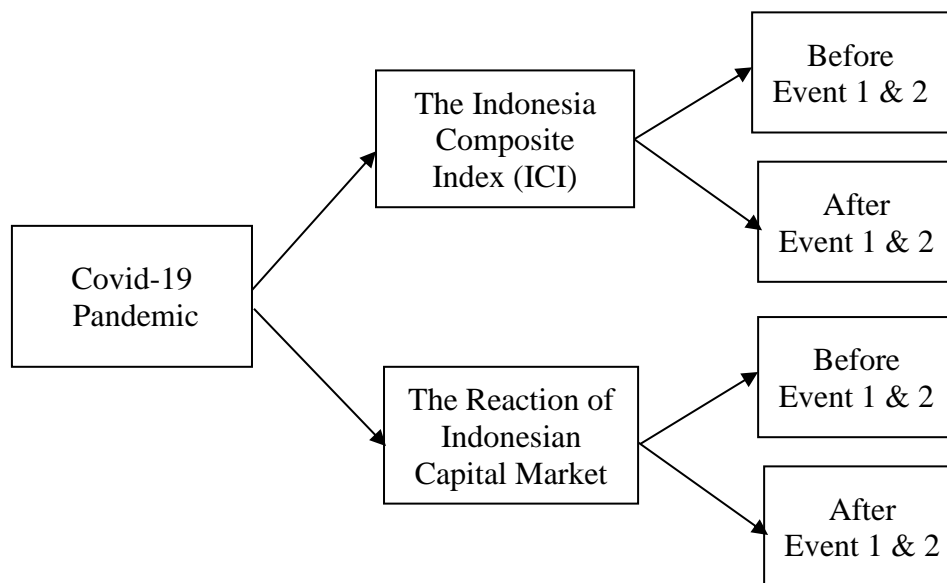 Before
Event 1 & 2
The Indonesia
Composite
Index (ICI)
After
Event 1 & 2
Covid-19
Pandemic
Before
Event 1 & 2
The Reaction of
Indonesian
Capital Market
After
Event 1 & 2